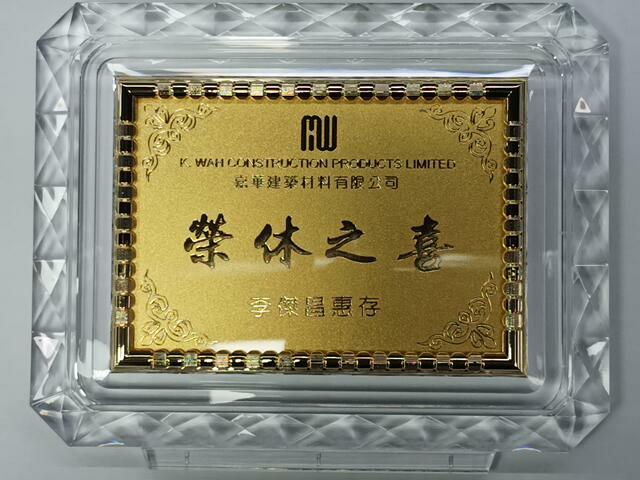 K. WAH CONSTRUCTION PRODUCTS LIMITED
嘉華建築材料有限公司
榮休之喜
李傑昌惠存